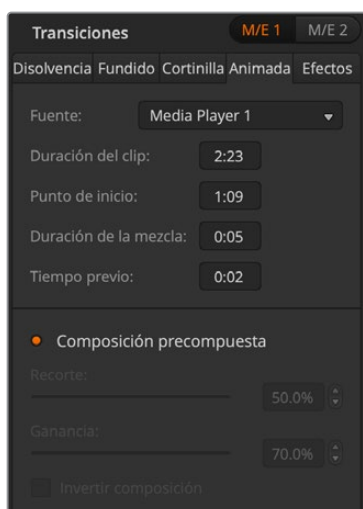 Transiciones M/E 1 M/E 2
Disolvencia Fundido Cortinilla Animada Efectos
Fuente: Media Player 1
Duración del clip: 2:23
Punto de inicio: 1:09
Duración de la mezcla: 0:05
Tiempo previo: 0:02
Composición precompuesta
Recorte:
50.0%
Ganancia:
70.0%
Invertir composición